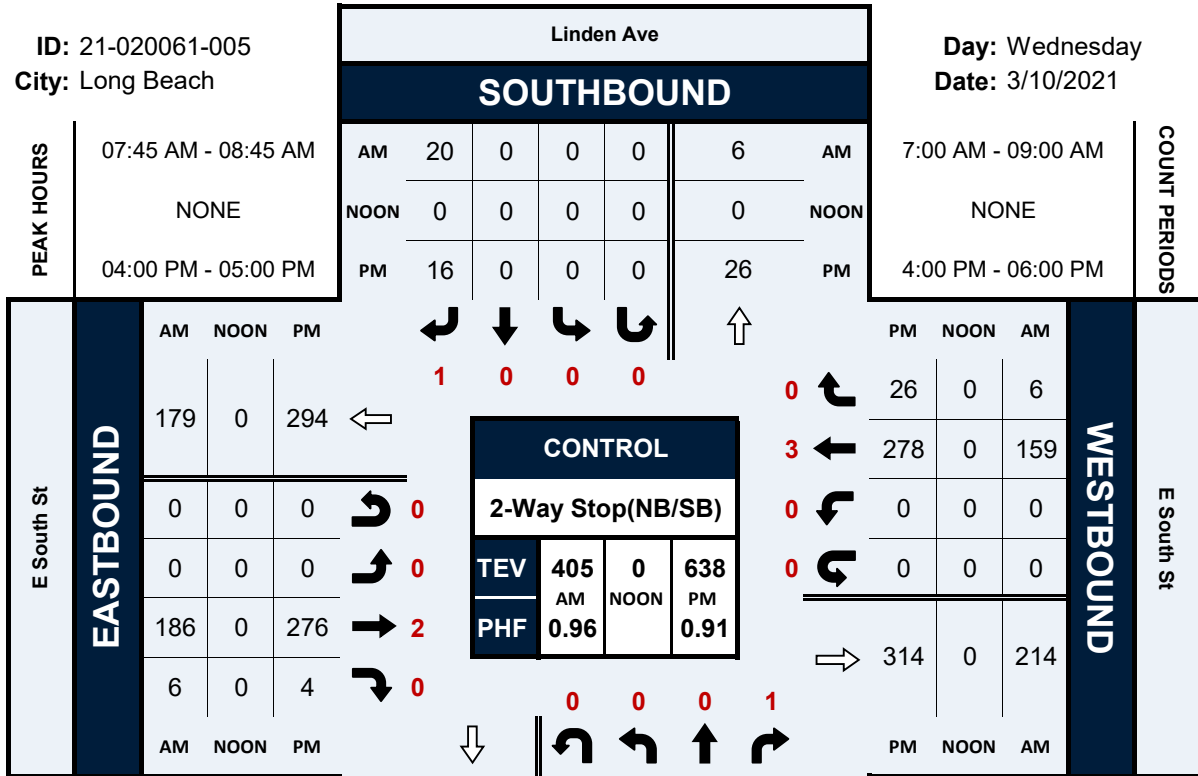 Linden Ave
ID: 21-020061-005
City: Long Beach
Day: Wednesday
Date: 3/10/2021
SOUTHBOUND
PEAK HOURS
07:45 AM - 08:45 AM
NONE
04:00 PM - 05:00 PM
AM 20 0 0 0 6 AM
NOON 0 0 0 0 0 NOON
PM 16 0 0 0 26 PM
7:00 AM - 09:00 AM
NONE
4:00 PM - 06:00 PM
COUNT PERIODS
1 0 0 0
E South St
EASTBOUND
AM NOON PM
179 0 294
0 0 0 0
0 0 0 0
186 0 276 2
6 0 4 0
AM NOON PM
CONTROL
2-Way Stop(NB/SB)
TEV 405 0 638
AM NOON PM
PHF 0.96 0.91
PM NOON AM
0 26 0 6
3 278 0 159
0 0 0 0
0 0 0 0
314 0 214
PM NOON AM
WESTBOUND
E South St
0 0 0 1